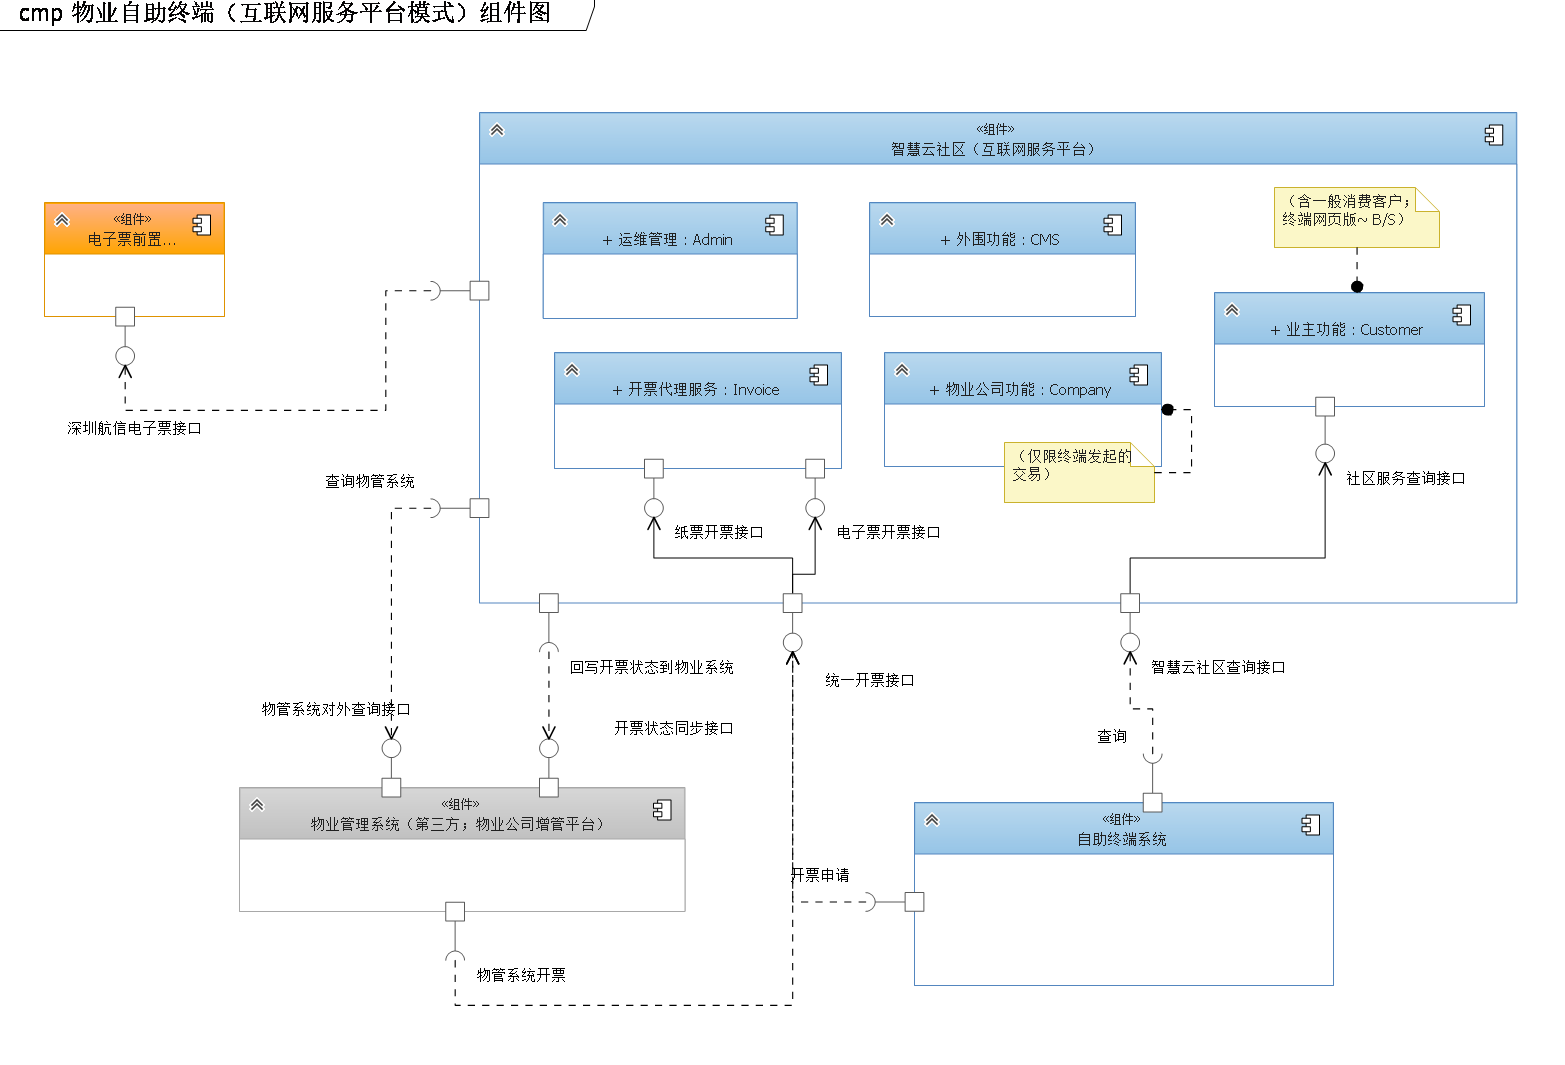 cmp 物业自助终端（互联网服务平台模式）组件图
«组件»
智慧云社区（互联网服务平台）
«组件»
电子票前置...
+ 运维管理 : Admin
+ 外围功能 : CMS
（含一般消费客户；
终端网页版~ B/S）
+ 业主功能 : Customer
+ 开票代理服务 : Invoice
+ 物业公司功能 : Company
（仅限终端发起的
交易）
深圳航信电子票接口
查询物管系统
社区服务查询接口
纸票开票接口
电子票开票接口
回写开票状态到物业系统
统一开票接口
智慧云社区查询接口
物管系统对外查询接口
开票状态同步接口
查询
«组件»
物业管理系统（第三方；物业公司增管平台）
«组件»
自助终端系统
开票申请
物管系统开票